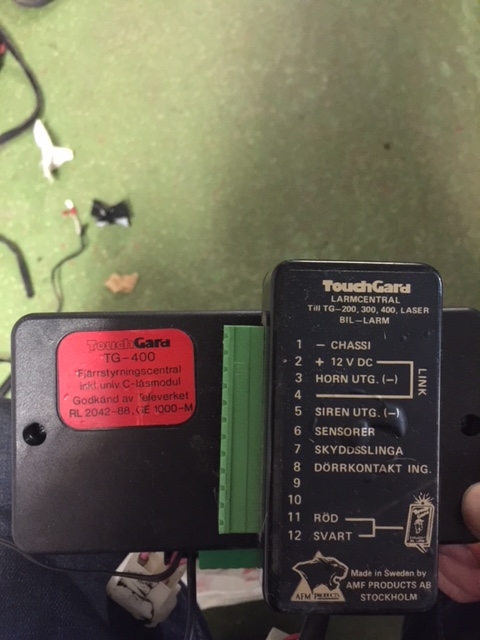 TouchGard
TG-400
Fjärrstyrningscentral
inkl.univ.C-låsmodul
Godkänd av Televerket
RL 2042-88, GE 1000-M
TouchGard
LARMCENTRAL
Till TG-200, 300, 400, LASER
BIL-LARM
1 − CHASSI
2 + 12 V DC
3 HORN UTG. (−)
4
LINK
5 SIREN UTG. (−)
6 SENSORER
7 SKYDDSSLINGA
8 DÖRRKONTAKT ING.
9
10
11 RÖD
12 SVART
AFM PRODUCTS
Made in Sweden by
AMF PRODUCTS AB
STOCKHOLM